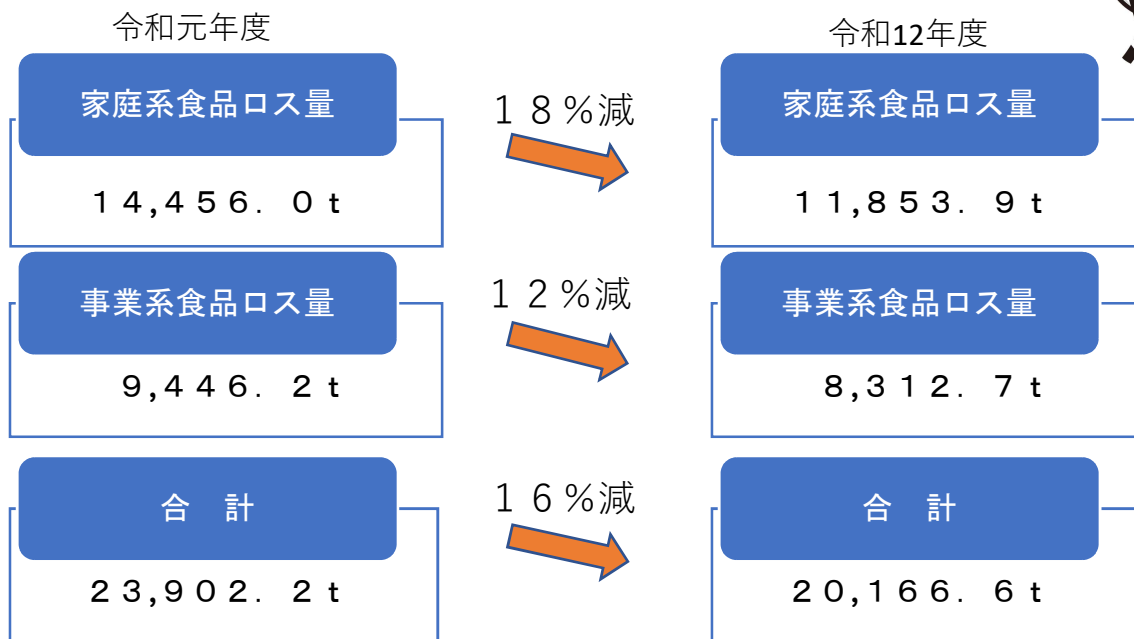 令和元年度
令和12年度
家庭系食品ロス量
１８％減
家庭系食品ロス量
１４,４５６．０ｔ
１１,８５３．９ｔ
事業系食品ロス量
１２％減
事業系食品ロス量
９,４４６．２ｔ
８,３１２．７ｔ
合　計
１６％減
合　計
２３,９０２．２ｔ
２０,１６６．６ｔ